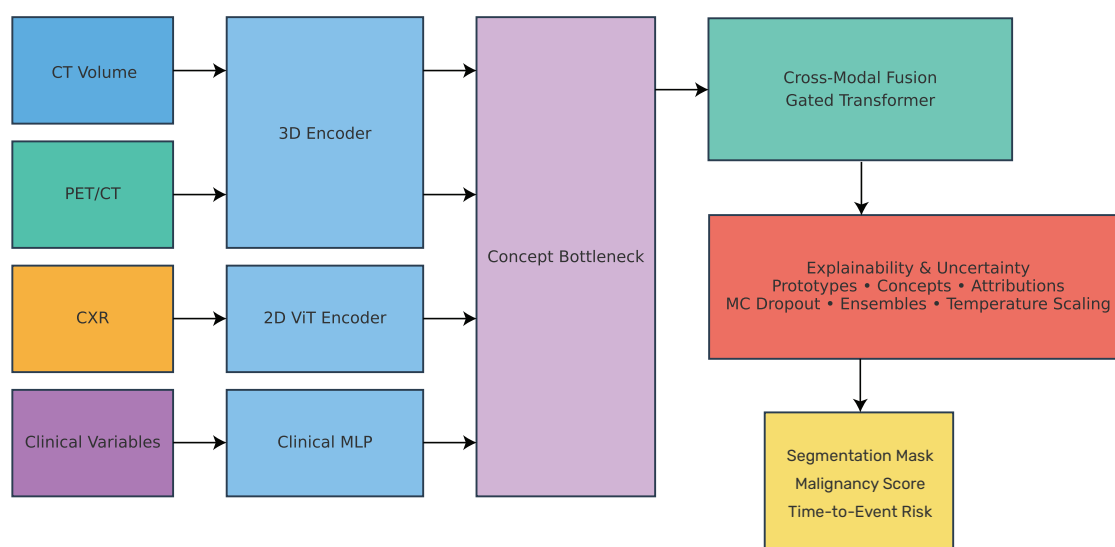 CT Volume
3D Encoder
PET/CT
CXR
2D ViT Encoder
Clinical Variables
Clinical MLP
Concept Bottleneck
Cross-Modal Fusion
Gated Transformer
Explainability & Uncertainty
Prototypes • Concepts • Attributions
MC Dropout • Ensembles • Temperature Scaling
Segmentation Mask
Malignancy Score
Time-to-Event Risk